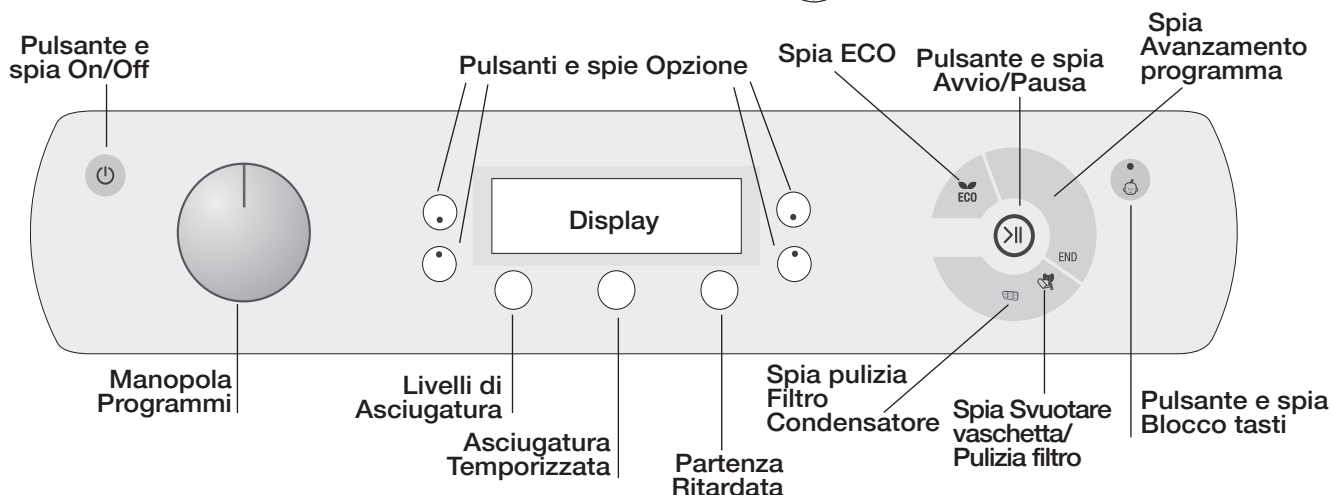 Pulsante e
spia On/Off
Pulsanti e spie Opzione
Spia ECO
Pulsante e spia
Avvio/Pausa
Spia
Avanzamento
programma
ECO
Display
END
Manopola
Programmi
Livelli di
Asciugatura
Asciugatura
Temporizzata
Partenza
Ritardata
Spia pulizia
Filtro
Condensatore
Spia Svuotare
vaschetta/
Pulizia filtro
Pulsante e spia
Blocco tasti